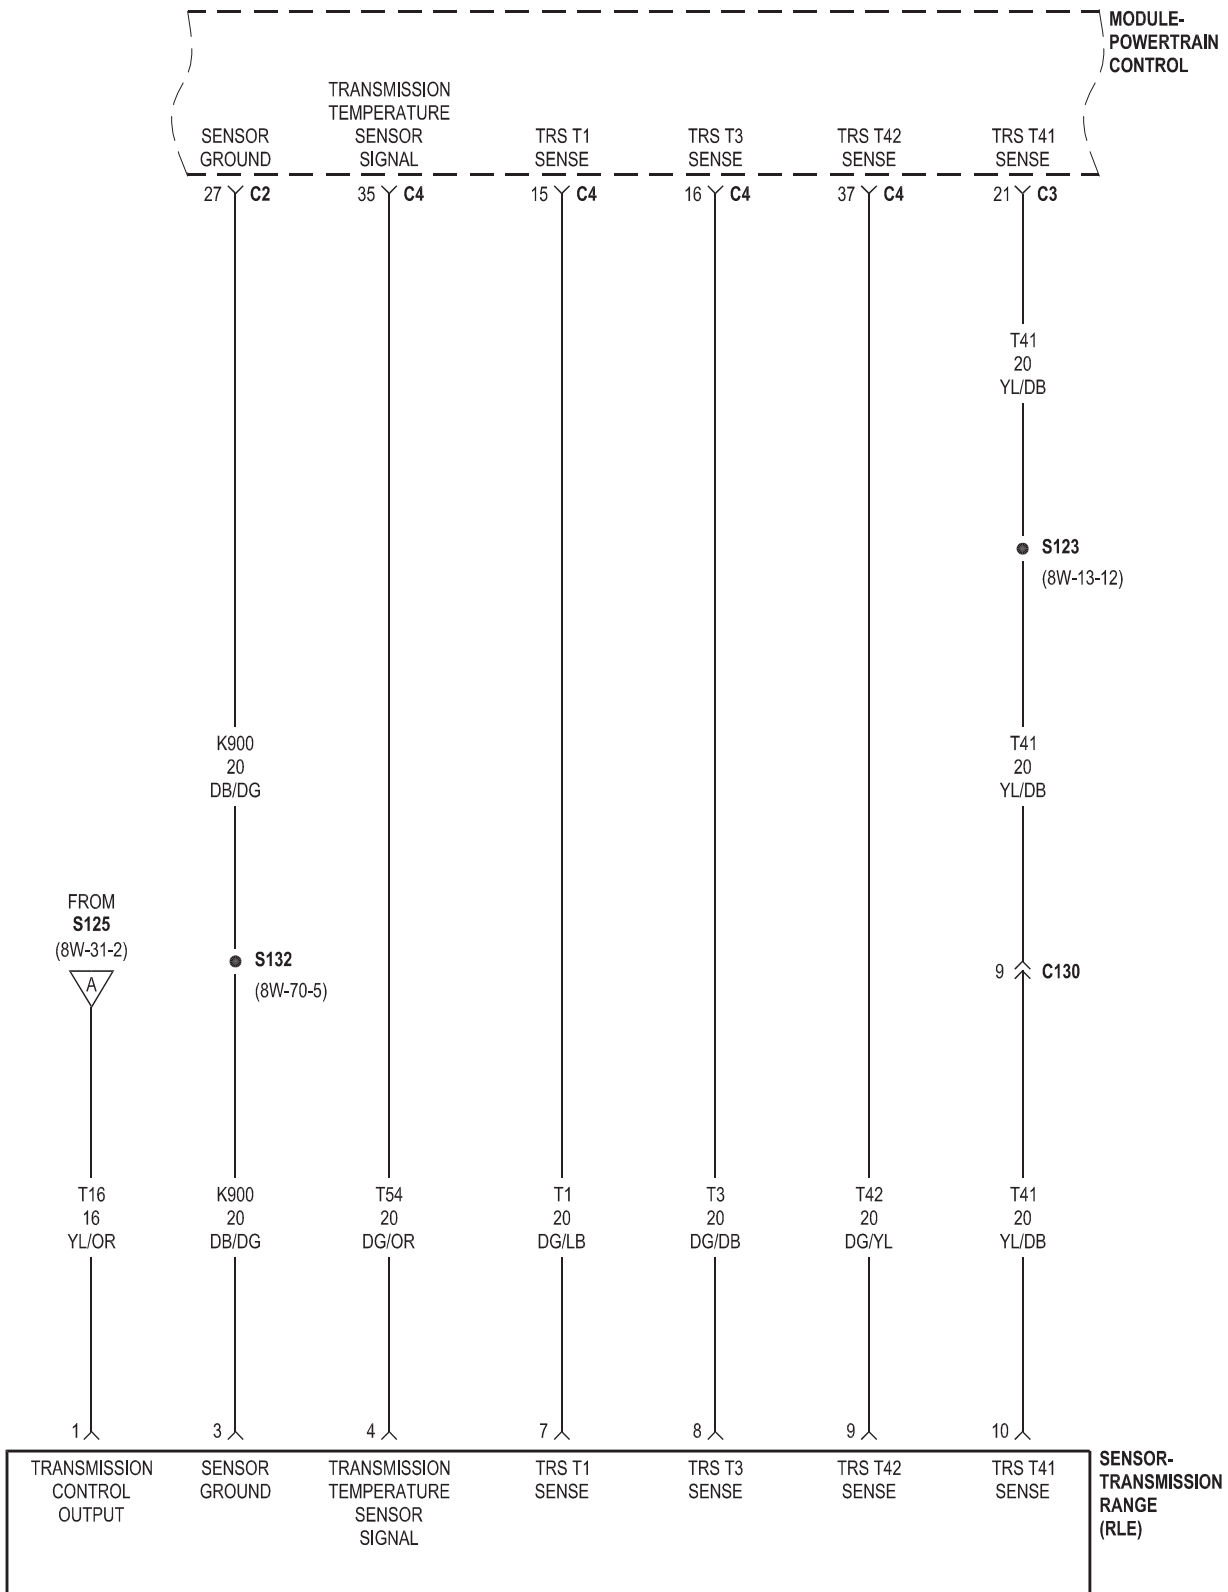 MODULE-
POWERTRAIN
CONTROL
SENSOR
GROUND
TRANSMISSION
TEMPERATURE
SENSOR
SIGNAL
TRS T1
SENSE
TRS T3
SENSE
TRS T42
SENSE
TRS T41
SENSE
27 C2
35 C4
15 C4
16 C4
37 C4
21 C3
T41
20
YL/DB
S123
(8W-13-12)
K900
20
DB/DG
T41
20
YL/DB
FROM
S125
(8W-31-2)
A
S132
(8W-70-5)
9 C130
T16
16
YL/OR
K900
20
DB/DG
T54
20
DG/OR
T1
20
DG/LB
T3
20
DG/DB
T42
20
DG/YL
T41
20
YL/DB
1
3
4
7
8
9
10
TRANSMISSION
CONTROL
OUTPUT
SENSOR
GROUND
TRANSMISSION
TEMPERATURE
SENSOR
SIGNAL
TRS T1
SENSE
TRS T3
SENSE
TRS T42
SENSE
TRS T41
SENSE
SENSOR-
TRANSMISSION
RANGE
(RLE)